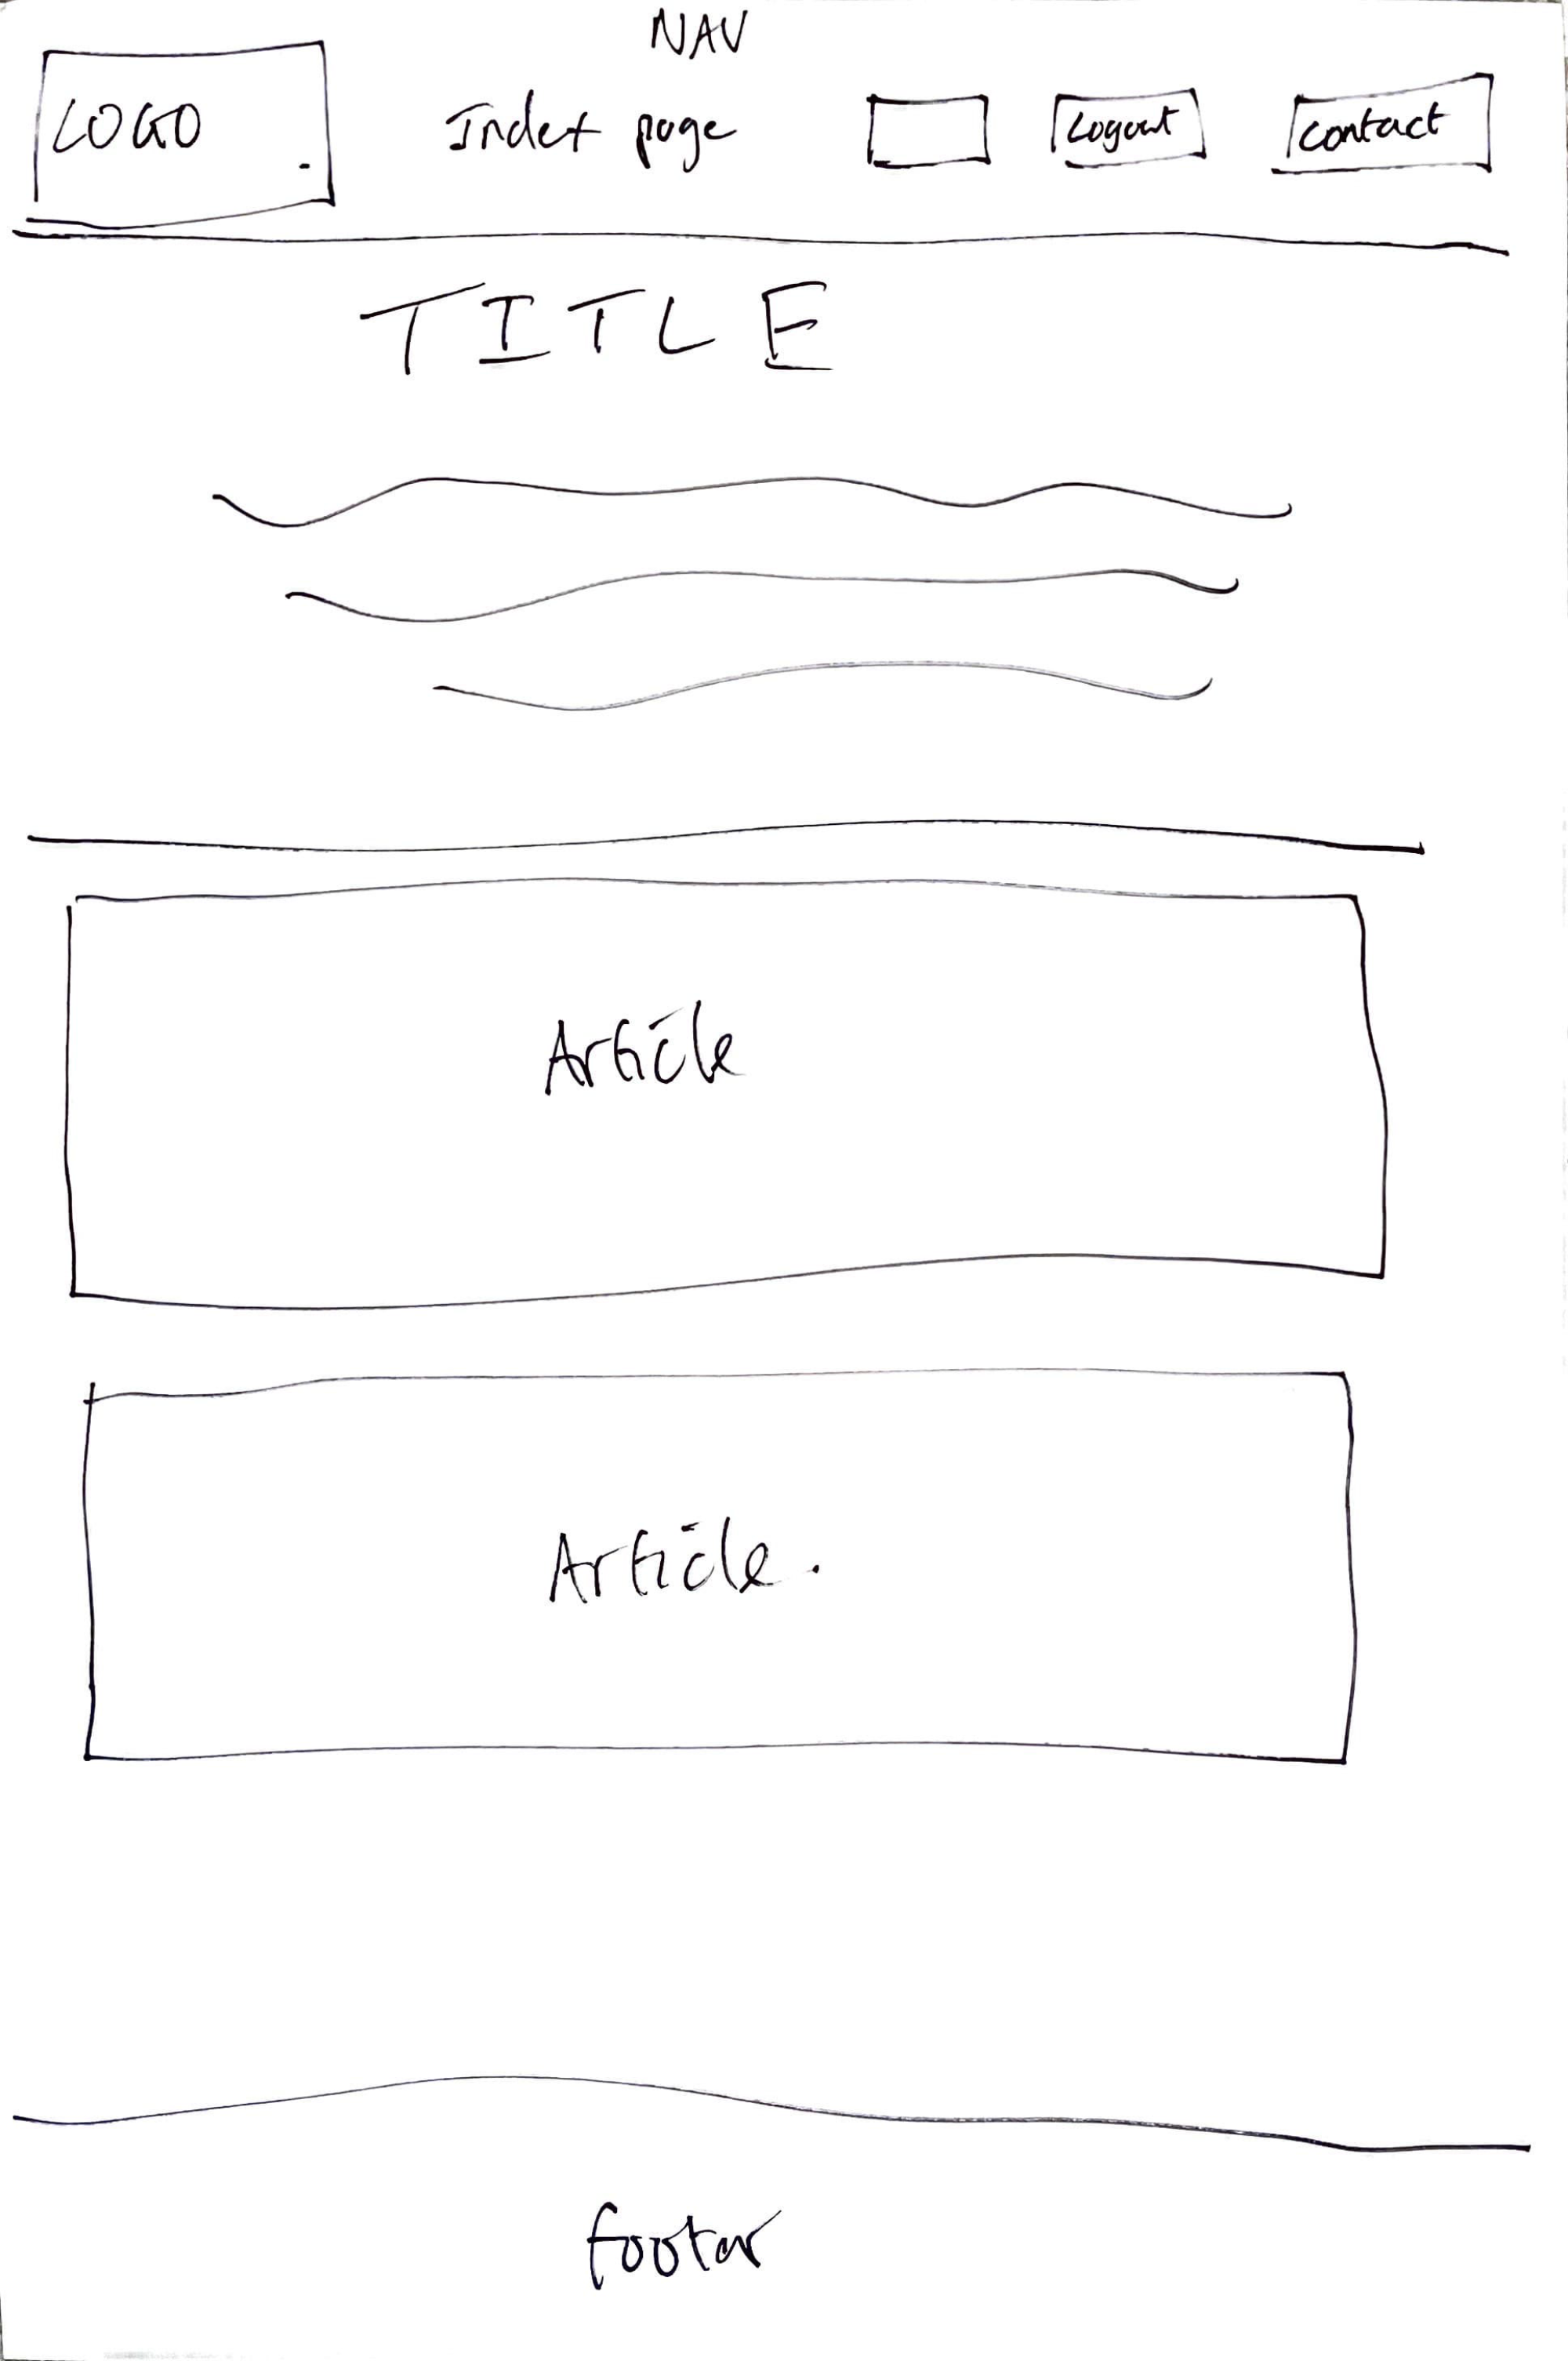 NAV
LOGO
Index page
Logout
contact
TITLE
Article
Article.
footer